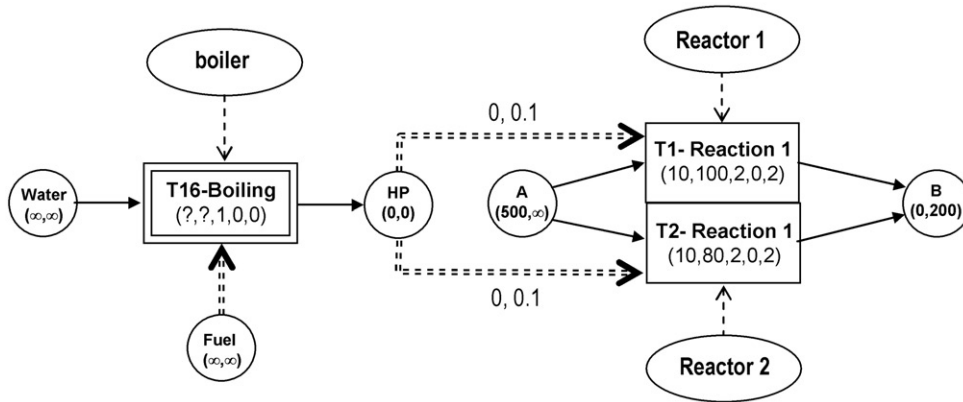 boiler
Reactor 1
0, 0.1
Water
(∞,∞)
T16-Boiling
(?,?,1,0,0)
HP
(0,0)
A
(500,∞)
T1- Reaction 1
(10,100,2,0,2)
T2- Reaction 1
(10,80,2,0,2)
B
(0,200)
0, 0.1
Fuel
(∞,∞)
Reactor 2